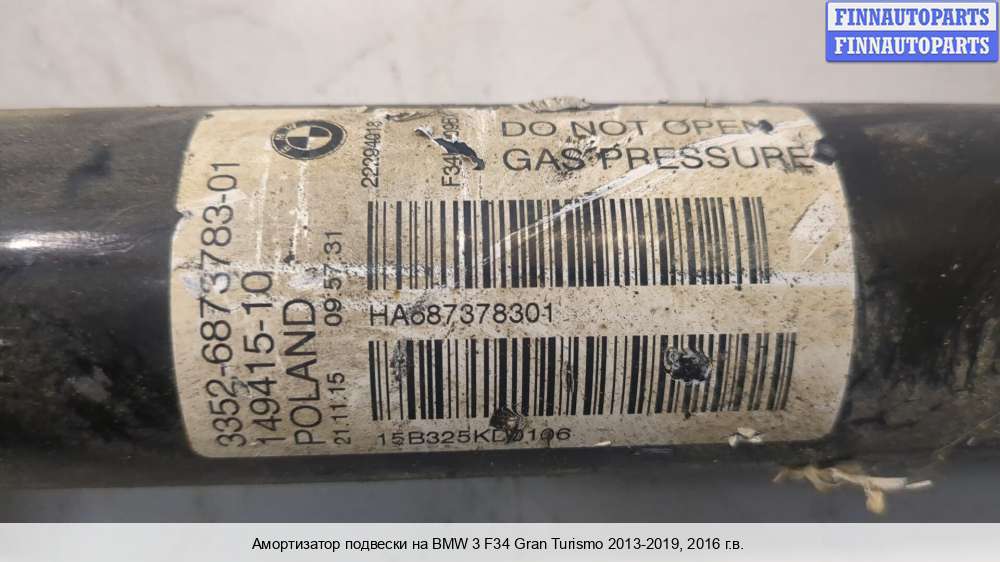 FINNAUTOPARTS
FINNAUTOPARTS
3352-6873783-01
149415-10
POLAND
21.11.15 09:57:31
DO NOT OPEN
GAS PRESSURE
HA687378301
15B325KD0106
Амортизатор подвески на BMW 3 F34 Gran Turismo 2013-2019, 2016 г.в.